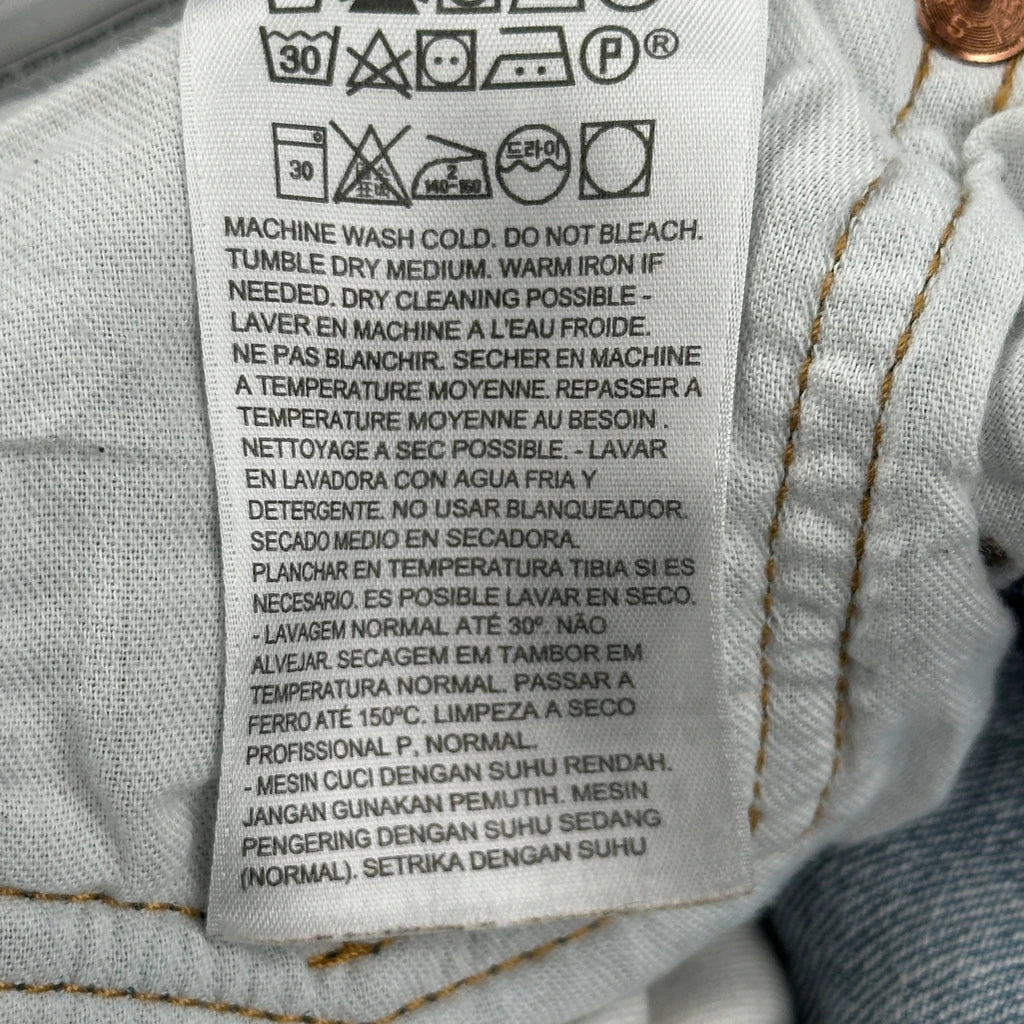 30 P ®
30 2 140-160 드라이
MACHINE WASH COLD. DO NOT BLEACH.
TUMBLE DRY MEDIUM. WARM IRON IF
NEEDED. DRY CLEANING POSSIBLE -
LAVER EN MACHINE A L'EAU FROIDE.
NE PAS BLANCHIR. SECHER EN MACHINE
A TEMPERATURE MOYENNE. REPASSER A
TEMPERATURE MOYENNE AU BESOIN .
NETTOYAGE A SEC POSSIBLE. - LAVAR
EN LAVADORA CON AGUA FRIA Y
DETERGENTE. NO USAR BLANQUEADOR.
SECADO MEDIO EN SECADORA.
PLANCHAR EN TEMPERATURA TIBIA SI ES
NECESARIO. ES POSIBLE LAVAR EN SECO.
- LAVAGEM NORMAL ATÉ 30º. NÃO
ALVEJAR. SECAGEM EM TAMBOR EM
TEMPERATURA NORMAL. PASSAR A
FERRO ATÉ 150ºC. LIMPEZA A SECO
PROFISSIONAL P, NORMAL.
- MESIN CUCI DENGAN SUHU RENDAH.
JANGAN GUNAKAN PEMUTIH. MESIN
PENGERING DENGAN SUHU SEDANG
(NORMAL). SETRIKA DENGAN SUHU